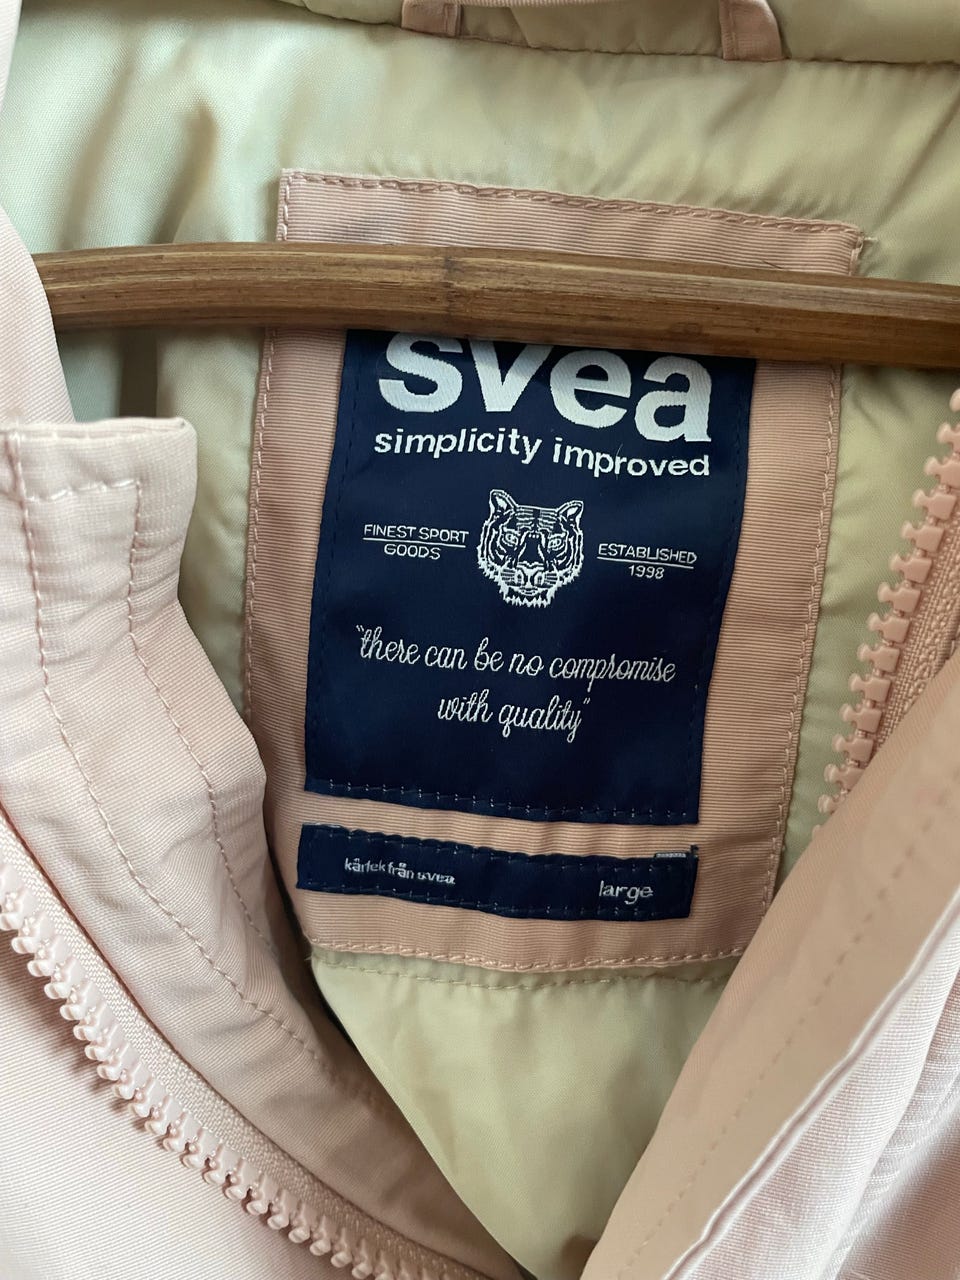 svea
simplicity improved
FINEST SPORT
GOODS
ESTABLISHED
1998
"there can be no compromise
with quality"
kärlek från svea
large